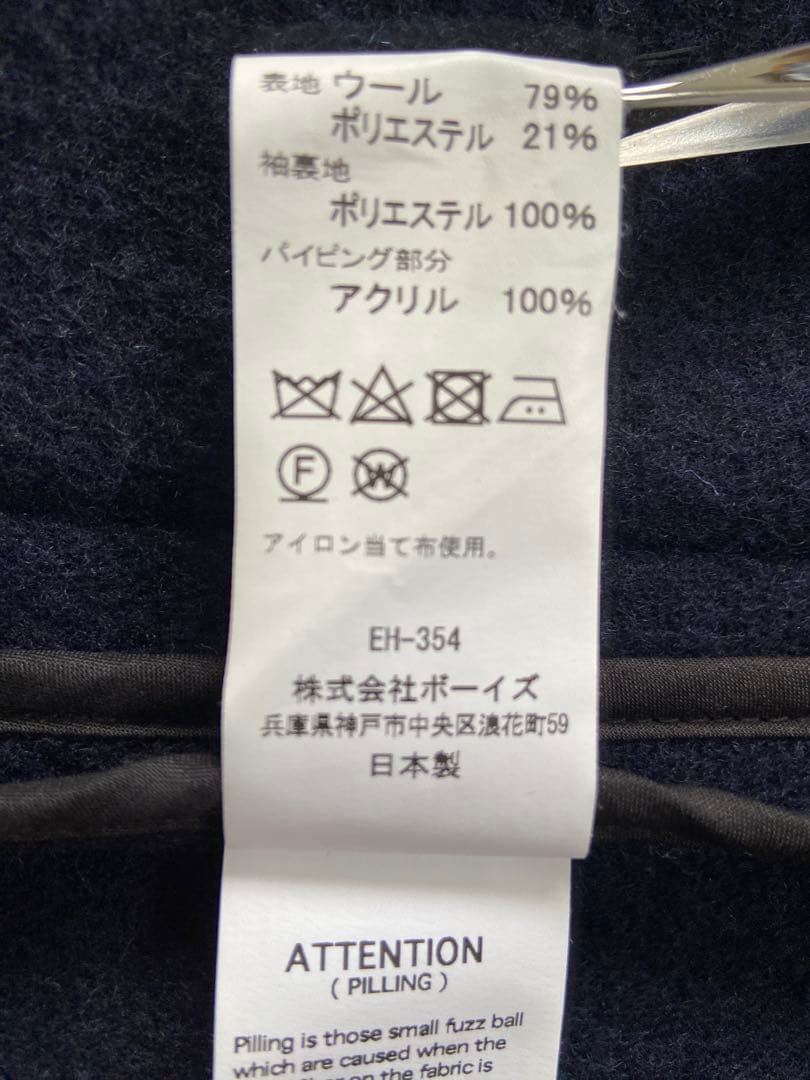 表地 ウール 79%
ポリエステル 21%
袖裏地
ポリエステル 100%
パイピング部分
アクリル 100%
F W
アイロン当て布使用。
EH-354
株式会社ボーイズ
兵庫県神戸市中央区浪花町59
日本製
ATTENTION
( PILLING )
Pilling is those small fuzz ball
which are caused when the
on the fabric is